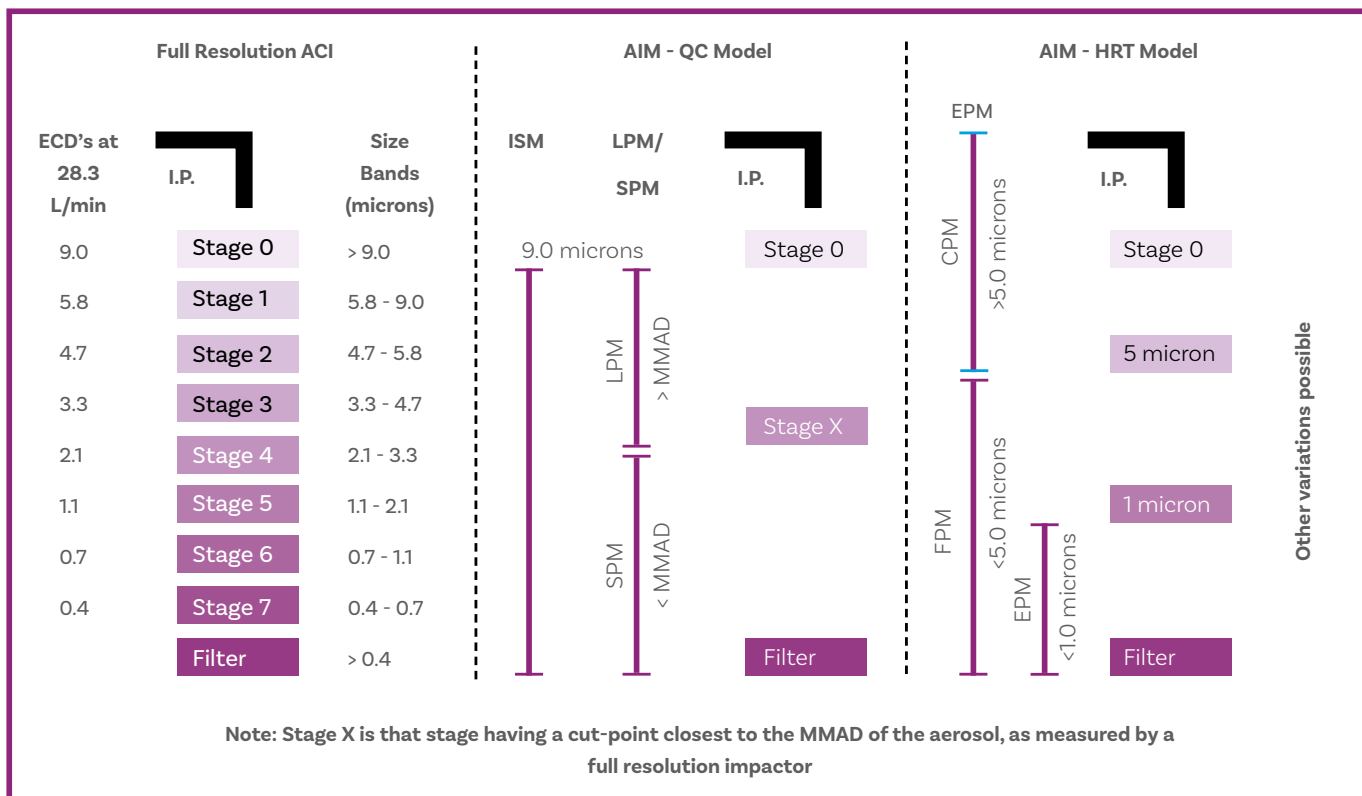 Full Resolution ACI
ECD's at
28.3
L/min
I.P.
Size
Bands
(microns)
9.0 Stage 0 > 9.0
5.8 Stage 1 5.8 - 9.0
4.7 Stage 2 4.7 - 5.8
3.3 Stage 3 3.3 - 4.7
2.1 Stage 4 2.1 - 3.3
1.1 Stage 5 1.1 - 2.1
0.7 Stage 6 0.7 - 1.1
0.4 Stage 7 0.4 - 0.7
Filter > 0.4
AIM - QC Model
ISM
LPM/
SPM
I.P.
9.0 microns
Stage 0
LPM
> MMAD
Stage X
SPM
< MMAD
Filter
AIM - HRT Model
EPM
I.P.
CPM
>5.0 microns
Stage 0
5 micron
FPM
<5.0 microns
1 micron
EPM
<1.0 microns
Filter
Other variations possible
Note: Stage X is that stage having a cut-point closest to the MMAD of the aerosol, as measured by a
full resolution impactor